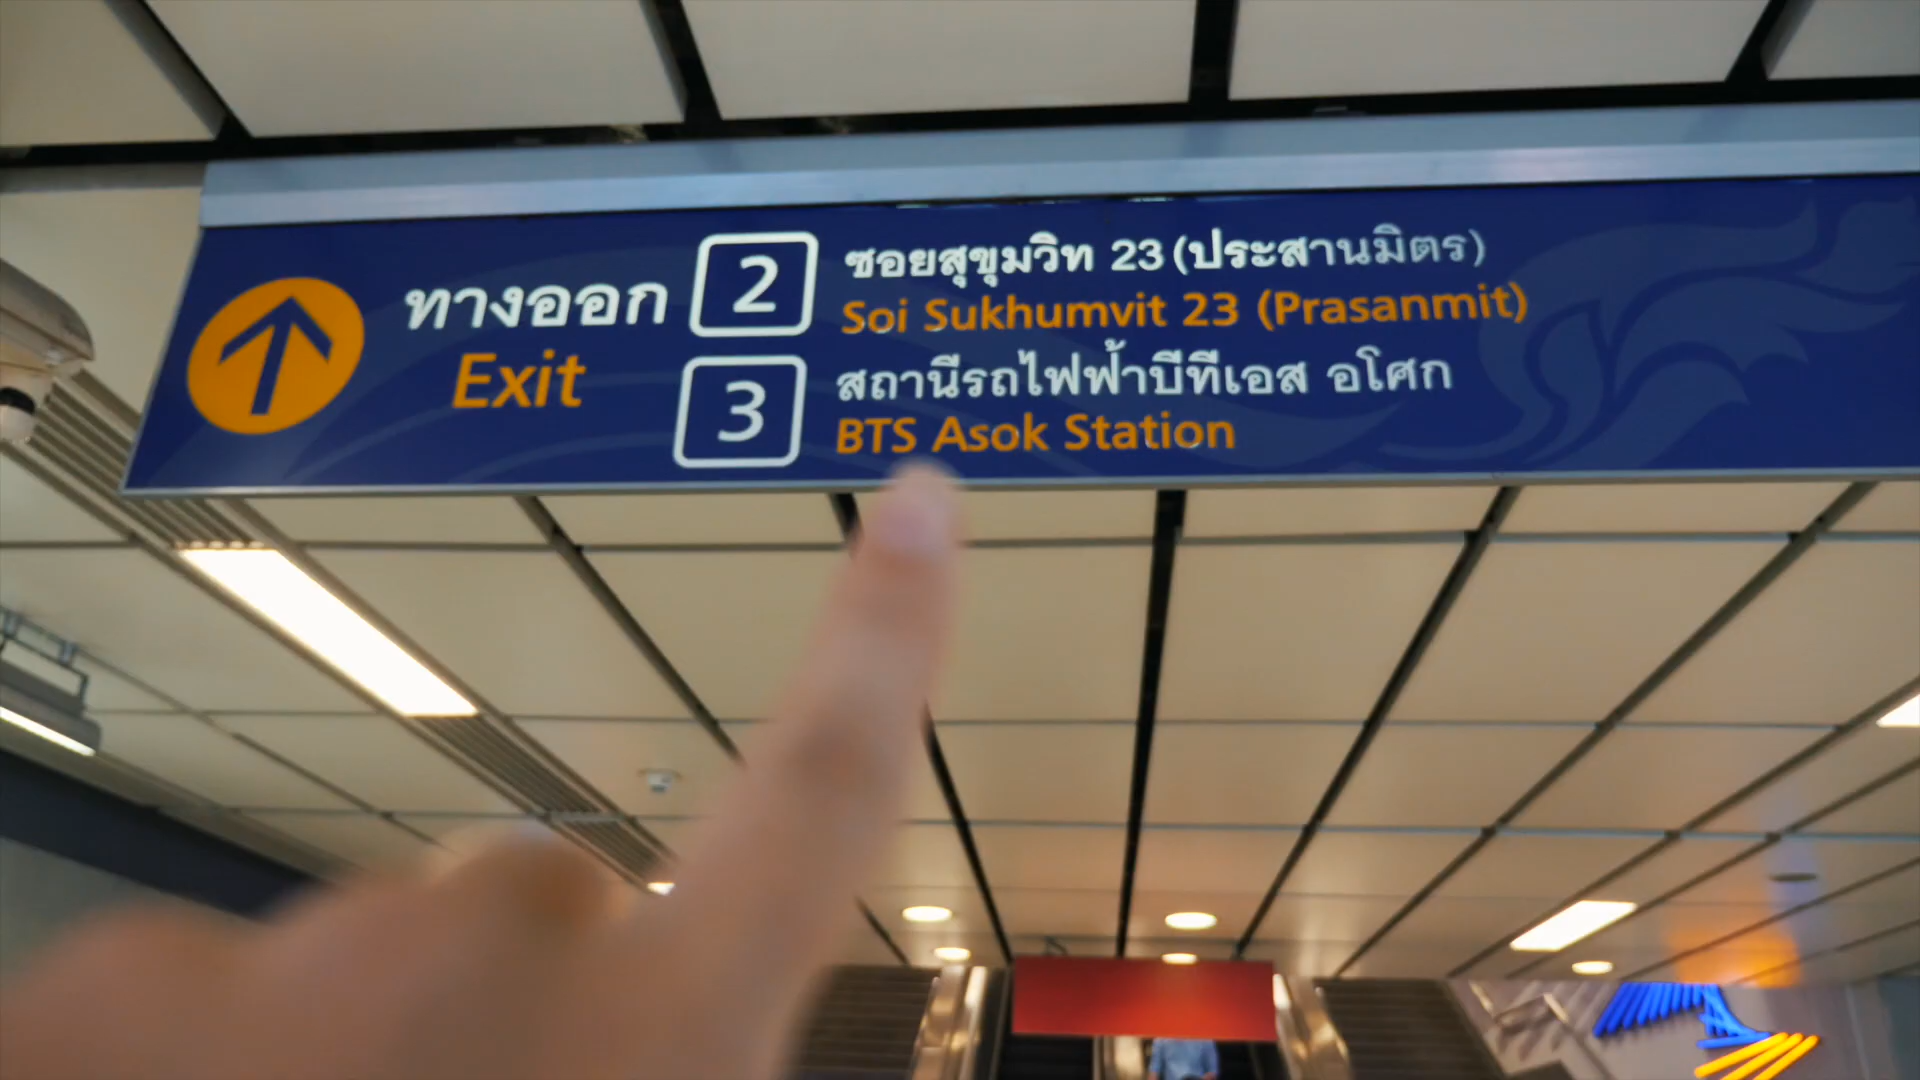 ทางออก
Exit
2
ซอยสุขุมวิท 23 (ประสานมิตร)
Soi Sukhumvit 23 (Prasanmit)
3
สถานีรถไฟฟ้าบีทีเอส อโศก
BTS Asok Station